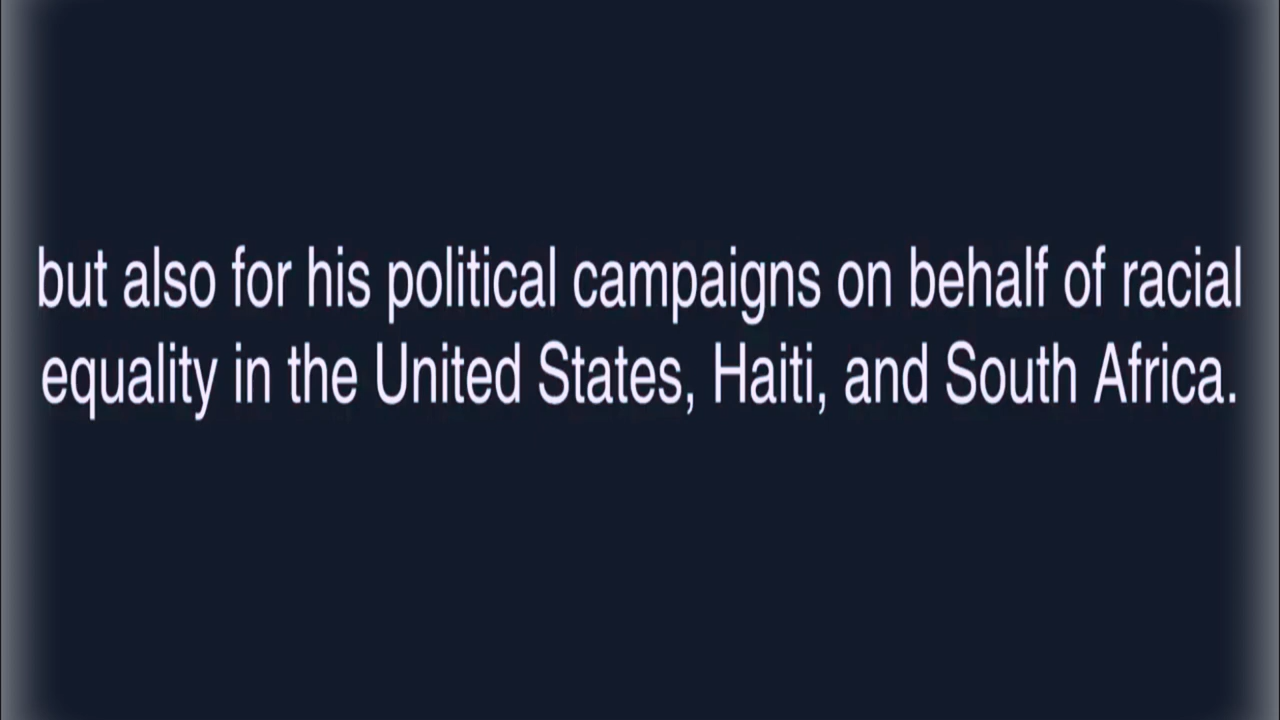 but also for his political campaigns on behalf of racial
equality in the United States, Haiti, and South Africa.